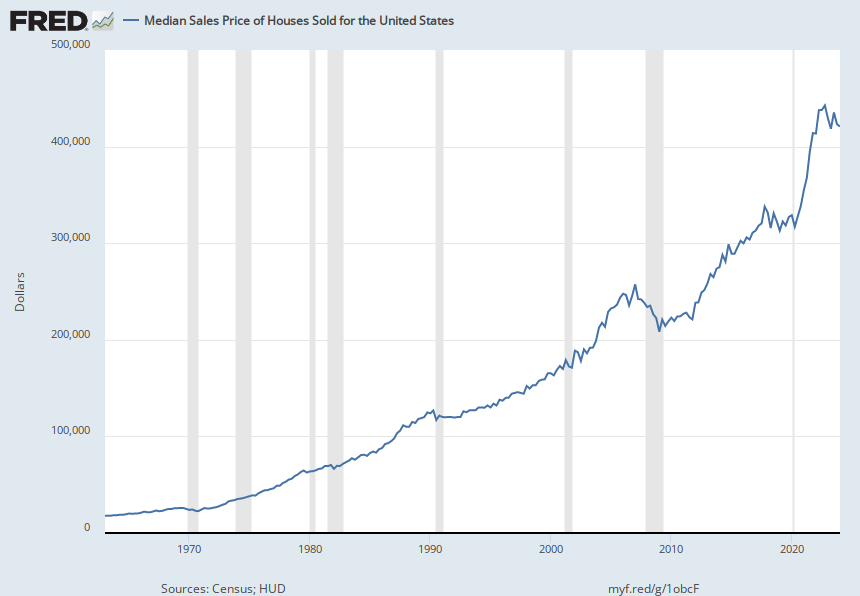 FRED
Median Sales Price of Houses Sold for the United States
500,000
400,000
300,000
200,000
100,000
0
Dollars
1970 1980 1990 2000 2010 2020
Sources: Census; HUD
myf.red/g/1obcF